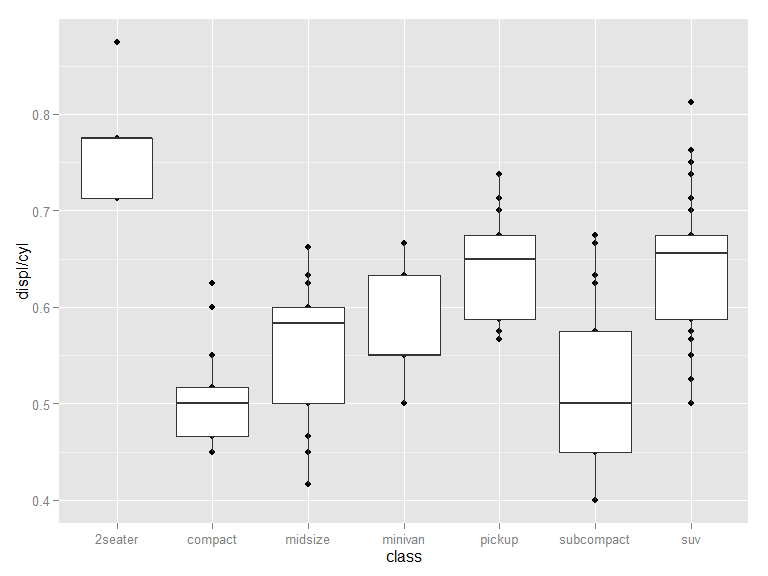 displ/cyl
0.8
0.7
0.6
0.5
0.4
2seater compact midsize minivan pickup subcompact suv
class